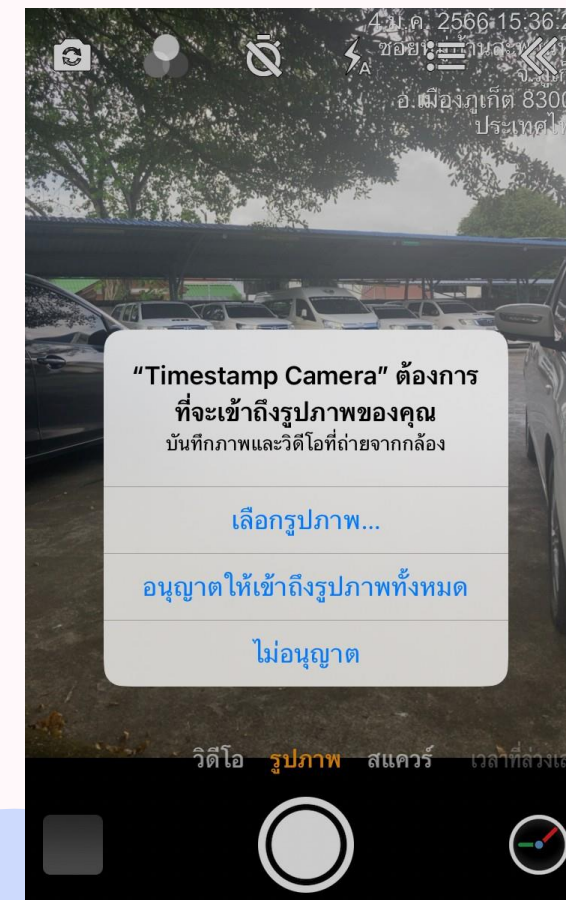 4 ม.ค. 2566 15:36:2
อ.เมืองภูเก็ต 8300
"Timestamp Camera" ต้องการ
ที่จะเข้าถึงรูปภาพของคุณ
บันทึกภาพและวิดีโอที่ถ่ายจากกล้อง
เลือกรูปภาพ...
อนุญาตให้เข้าถึงรูปภาพทั้งหมด
ไม่อนุญาต
วิดีโอ รูปภาพ สแควร์